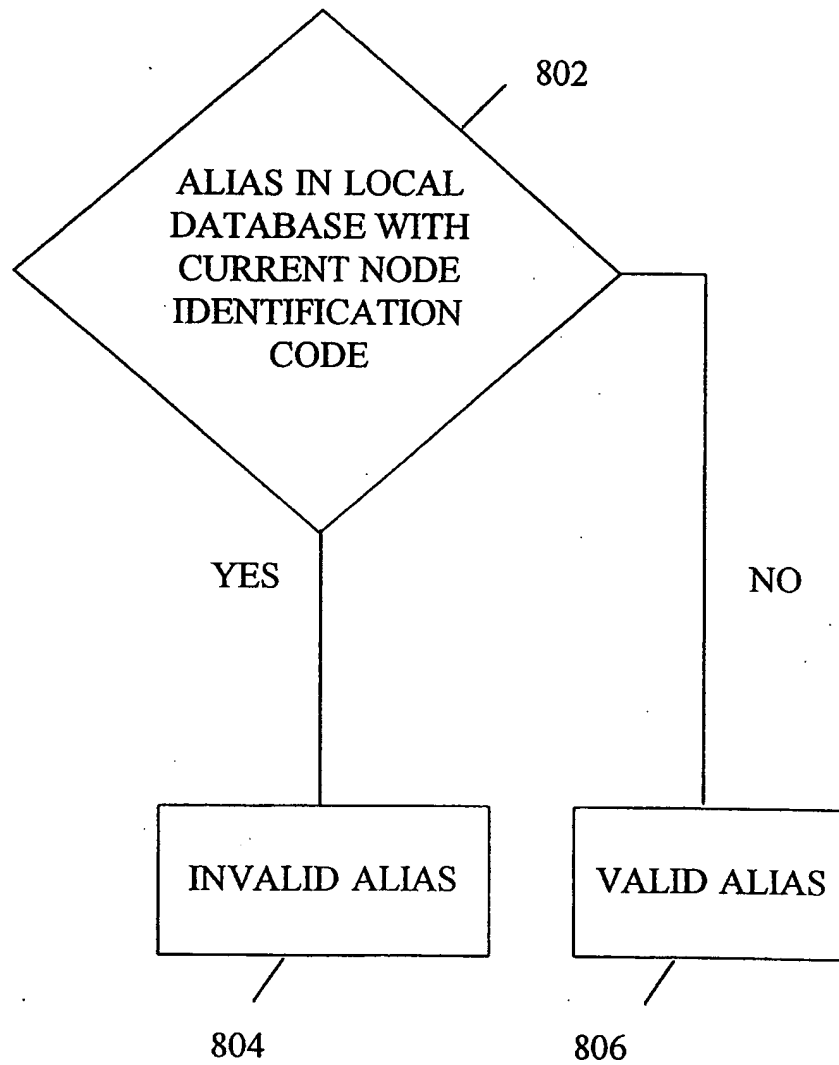 802
ALIAS IN LOCAL
DATABASE WITH
CURRENT NODE
IDENTIFICATION
CODE
YES
NO
INVALID ALIAS
VALID ALIAS
804
806